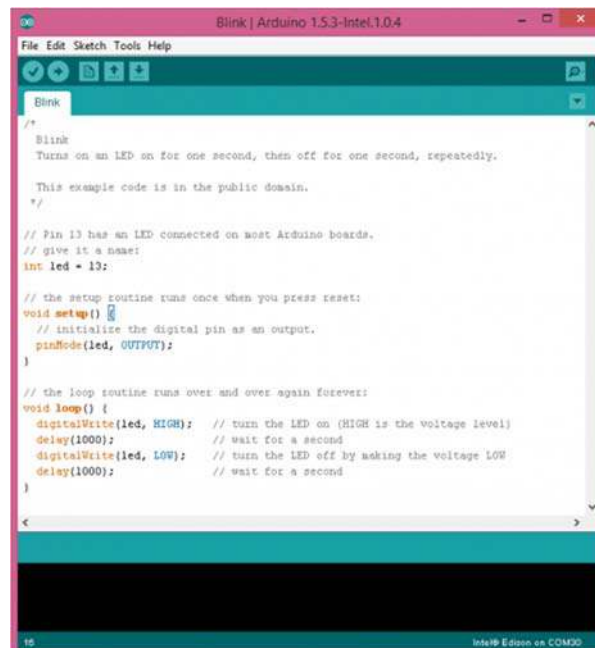 Blink | Arduino 1.5.3-Intel.1.0.4
File Edit Sketch Tools Help
Blink
/*
  Blink
  Turns on an LED on for one second, then off for one second, repeatedly.

  This example code is in the public domain.
 */

// Pin 13 has an LED connected on most Arduino boards.
// give it a name:
int led = 13;

// the setup routine runs once when you press reset:
void setup() {
  // initialize the digital pin as an output.
  pinMode(led, OUTPUT);
}

// the loop routine runs over and over again forever:
void loop() {
  digitalWrite(led, HIGH);   // turn the LED on (HIGH is the voltage level)
  delay(1000);               // wait for a second
  digitalWrite(led, LOW);    // turn the LED off by making the voltage LOW
  delay(1000);               // wait for a second
}
16 Intel® Edison on COM30